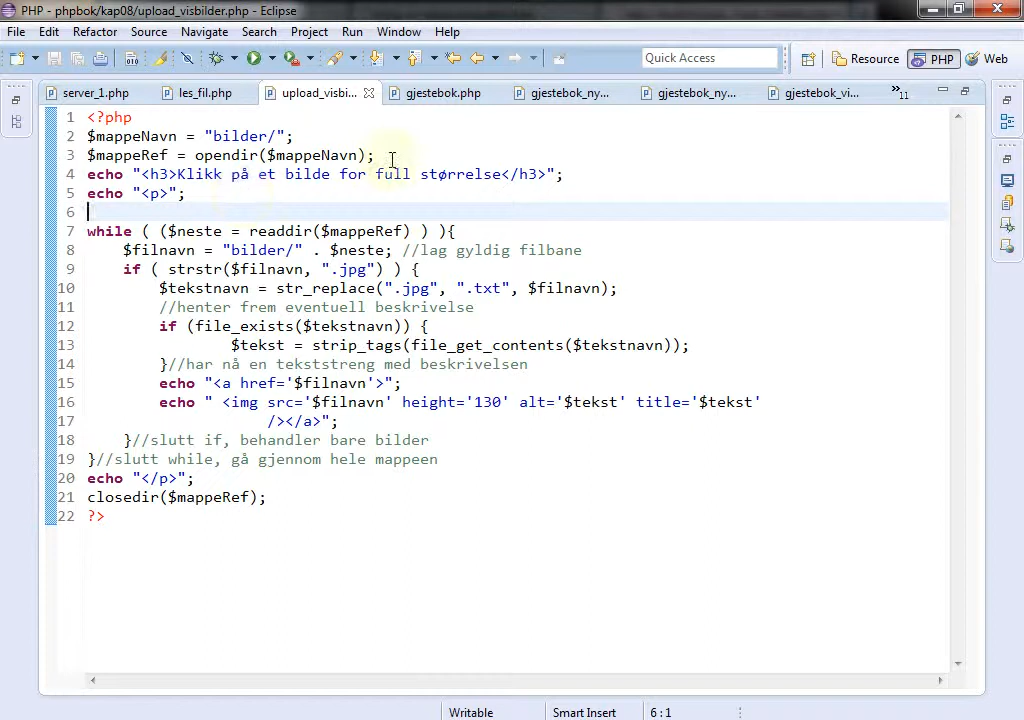 PHP - phpbok/kap08/upload_visbilder.php - Eclipse
File Edit Refactor Source Navigate Search Project Run Window Help
Quick Access Resource PHP Web
server_1.php les_fil.php upload_visbi... gjestebok.php gjestebok_ny... gjestebok_ny... gjestebok_vi... »11
1 <?php
2 $mappeNavn = "bilder/";
3 $mappeRef = opendir($mappeNavn);
4 echo "<h3>Klikk på et bilde for full størrelse</h3>";
5 echo "<p>";
6
7 while ( ($neste = readdir($mappeRef) ) ){
8 $filnavn = "bilder/" . $neste; //lag gyldig filbane
9 if ( strstr($filnavn, ".jpg") ) {
10 $tekstnavn = str_replace(".jpg", ".txt", $filnavn);
11 //henter frem eventuell beskrivelse
12 if (file_exists($tekstnavn)) {
13 $tekst = strip_tags(file_get_contents($tekstnavn));
14 }//har nå en tekststreng med beskrivelsen
15 echo "<a href='$filnavn'>";
16 echo " <img src='$filnavn' height='130' alt='$tekst' title='$tekst'
17 /></a>";
18 }//slutt if, behandler bare bilder
19 }//slutt while, gå gjennom hele mappeen
20 echo "</p>";
21 closedir($mappeRef);
22 ?>
Writable Smart Insert 6:1